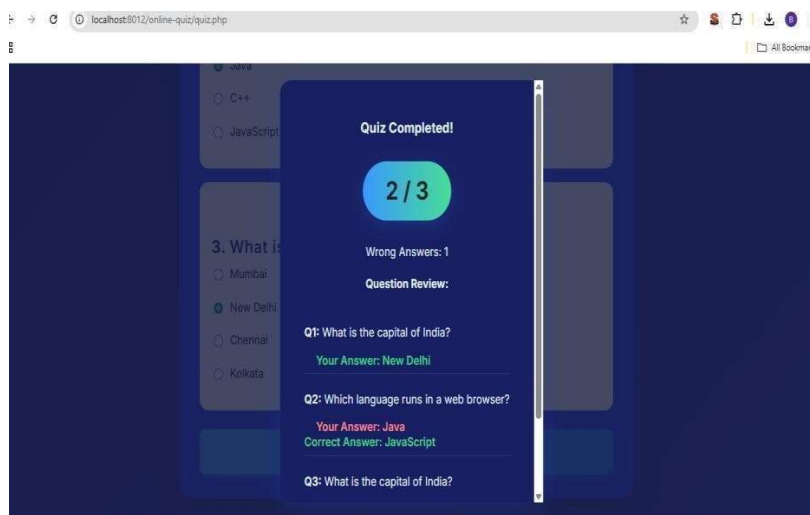 localhost:8012/online-quiz/quiz.php
All Bookmar
Java
C++
JavaScript
3. What is
Mumbai
New Delhi
Chennai
Kolkata
Quiz Completed!
2 / 3
Wrong Answers: 1
Question Review:
Q1: What is the capital of India?
Your Answer: New Delhi
Q2: Which language runs in a web browser?
Your Answer: Java
Correct Answer: JavaScript
Q3: What is the capital of India?